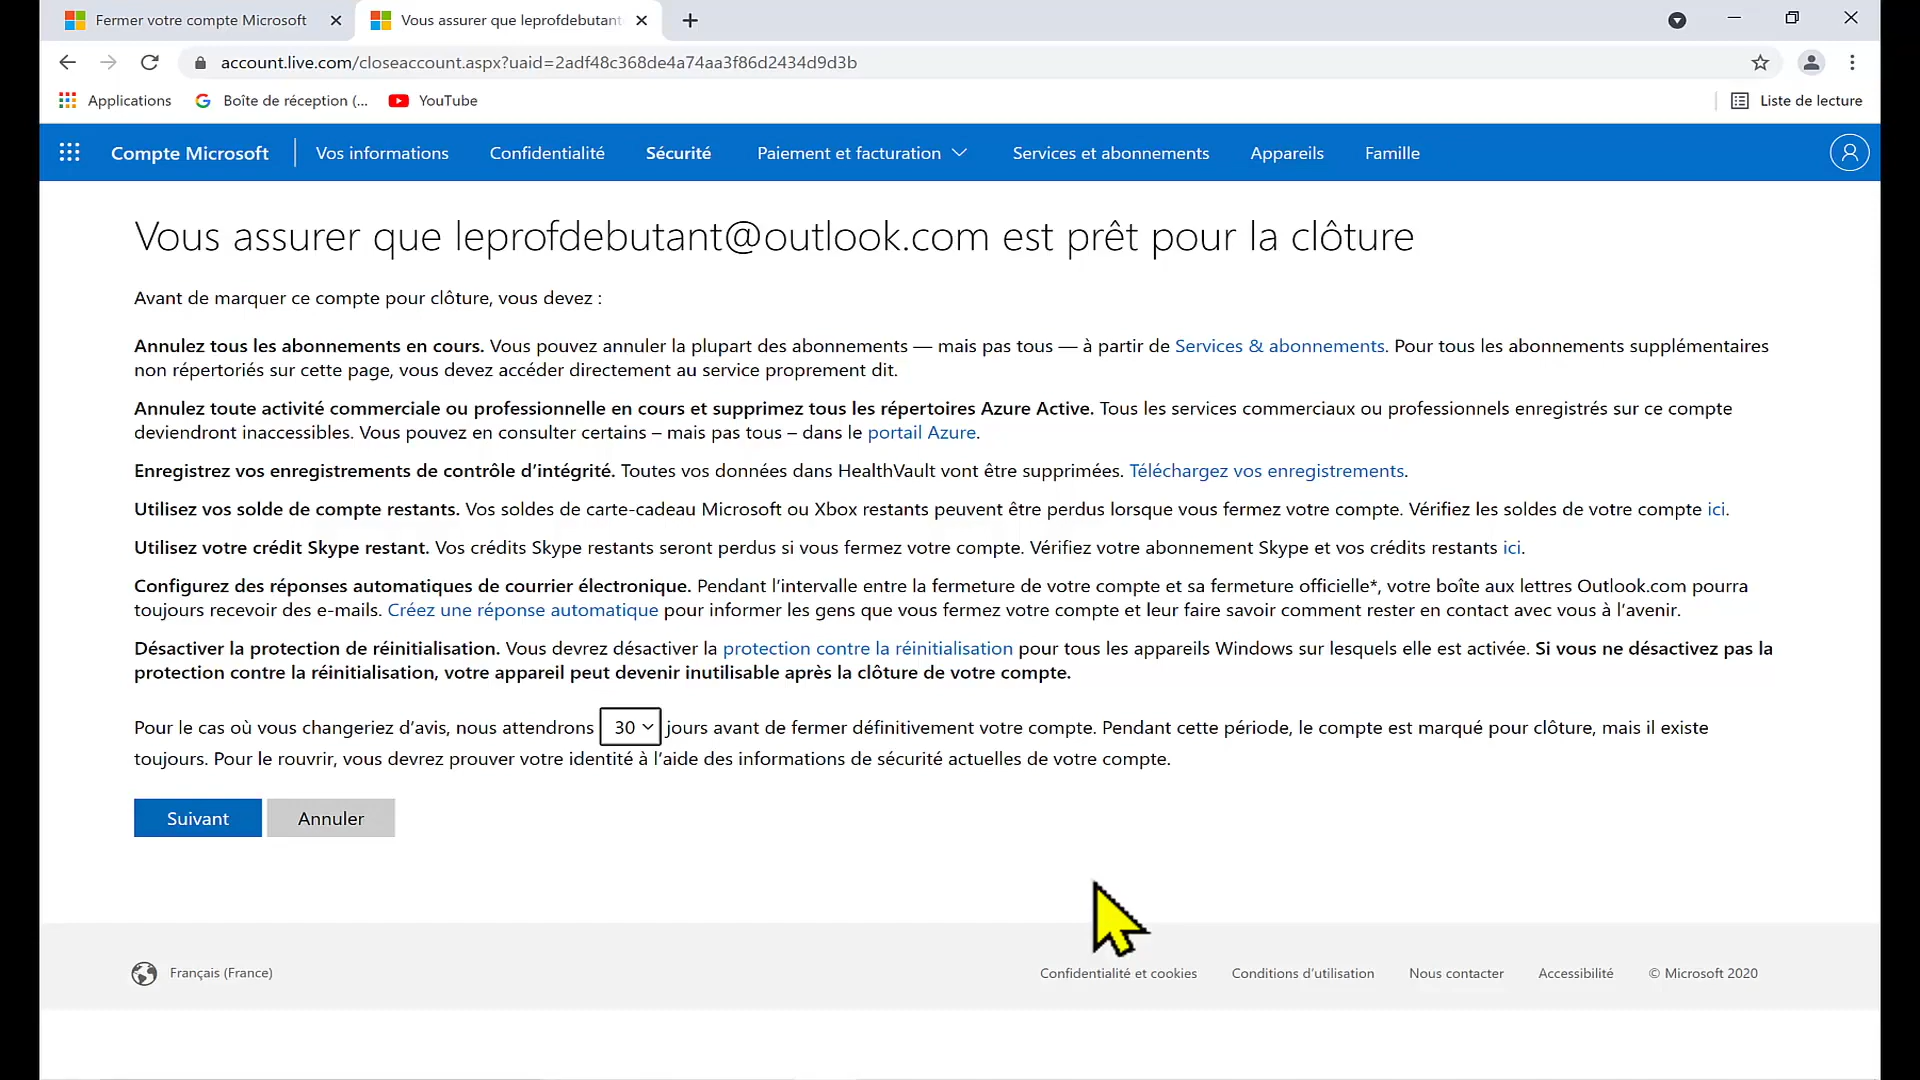 Fermer votre compte Microsoft
Vous assurer que leprofdebutant
account.live.com/closeaccount.aspx?uaid=2adf48c368de4a74aa3f86d2434d9d3b
Applications
Boîte de réception (...
YouTube
Liste de lecture
Compte Microsoft
Vos informations
Confidentialité
Sécurité
Paiement et facturation
Services et abonnements
Appareils
Famille
Vous assurer que leprofdebutant@outlook.com est prêt pour la clôture
Avant de marquer ce compte pour clôture, vous devez :
Annulez tous les abonnements en cours. Vous pouvez annuler la plupart des abonnements — mais pas tous — à partir de Services & abonnements. Pour tous les abonnements supplémentaires
non répertoriés sur cette page, vous devez accéder directement au service proprement dit.
Annulez toute activité commerciale ou professionnelle en cours et supprimez tous les répertoires Azure Active. Tous les services commerciaux ou professionnels enregistrés sur ce compte
deviendront inaccessibles. Vous pouvez en consulter certains – mais pas tous – dans le portail Azure.
Enregistrez vos enregistrements de contrôle d’intégrité. Toutes vos données dans HealthVault vont être supprimées. Téléchargez vos enregistrements.
Utilisez vos solde de compte restants. Vos soldes de carte-cadeau Microsoft ou Xbox restants peuvent être perdus lorsque vous fermez votre compte. Vérifiez les soldes de votre compte ici.
Utilisez votre crédit Skype restant. Vos crédits Skype restants seront perdus si vous fermez votre compte. Vérifiez votre abonnement Skype et vos crédits restants ici.
Configurez des réponses automatiques de courrier électronique. Pendant l’intervalle entre la fermeture de votre compte et sa fermeture officielle*, votre boîte aux lettres Outlook.com pourra
toujours recevoir des e-mails. Créez une réponse automatique pour informer les gens que vous fermez votre compte et leur faire savoir comment rester en contact avec vous à l’avenir.
Désactiver la protection de réinitialisation. Vous devrez désactiver la protection contre la réinitialisation pour tous les appareils Windows sur lesquels elle est activée. Si vous ne désactivez pas la
protection contre la réinitialisation, votre appareil peut devenir inutilisable après la clôture de votre compte.
Pour le cas où vous changeriez d’avis, nous attendrons 30 jours avant de fermer définitivement votre compte. Pendant cette période, le compte est marqué pour clôture, mais il existe
toujours. Pour le rouvrir, vous devrez prouver votre identité à l’aide des informations de sécurité actuelles de votre compte.
Suivant
Annuler
Français (France)
Confidentialité et cookies
Conditions d’utilisation
Nous contacter
Accessibilité
© Microsoft 2020